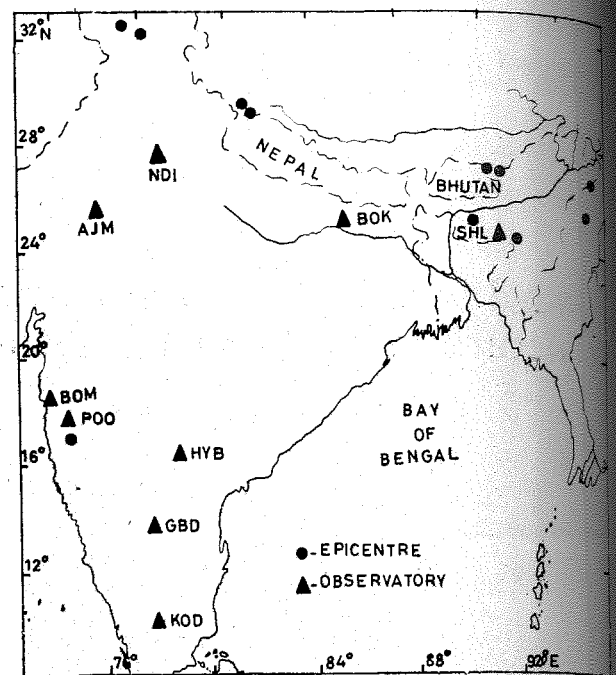 32°N
28°
NEPAL
NDI
BHUTAN
AJM
BOK
SHL
24°
20°
BOM
POO
BAY
OF
BENGAL
HYB
16°
GBD
●-EPICENTRE
12°
▲-OBSERVATORY
KOD
76°
84°
88°
92°E